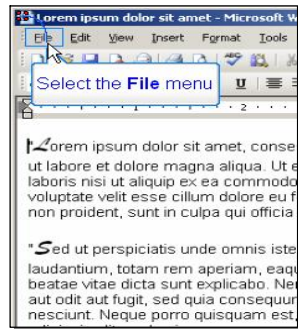 Lorem ipsum dolor sit amet - Microsoft W
File Edit View Insert Format Tools
Select the File menu
U
2
Lorem ipsum dolor sit amet, conse
ut labore et dolore magna aliqua. Ut e
laboris nisi ut aliquip ex ea commodo
voluptate velit esse cillum dolore eu f
non proident, sunt in culpa qui officia
"Sed ut perspiciatis unde omnis iste
laudantium, totam rem aperiam, eaqu
beatae vitae dicta sunt explicabo. Ne
aut odit aut fugit, sed quia consequun
nesciunt. Neque porro quisquam est,